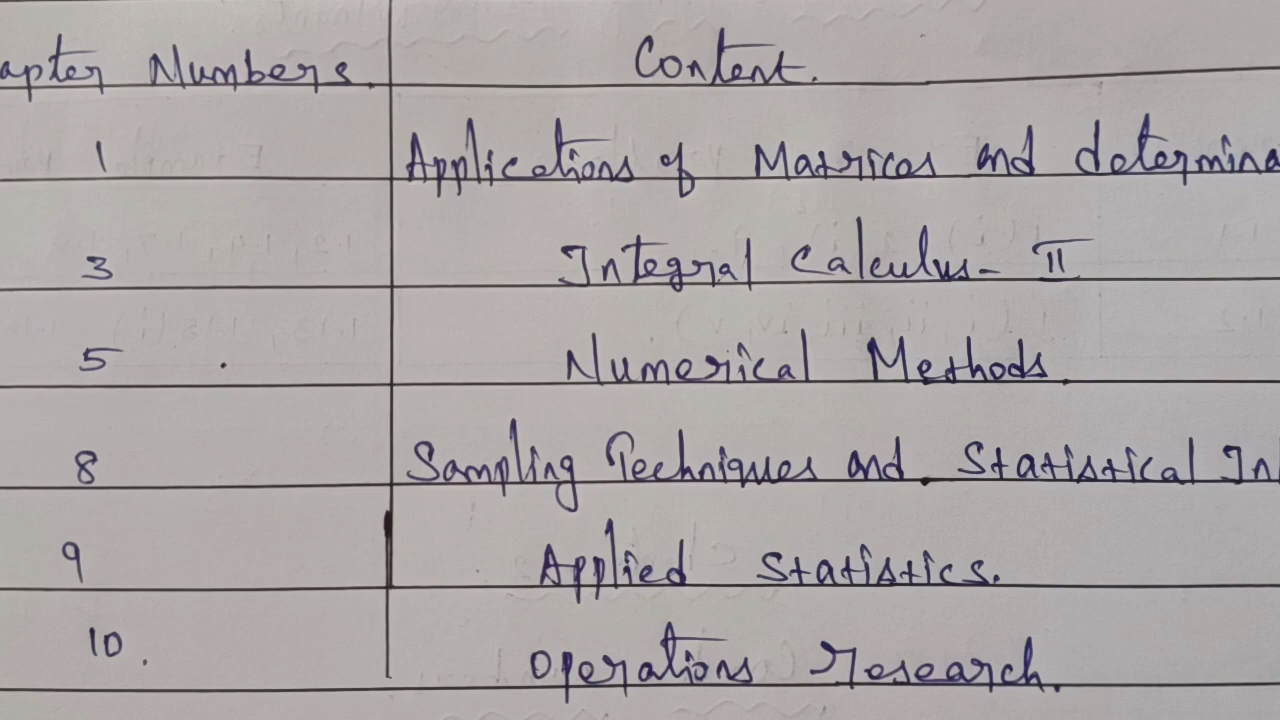 apter Numbers. Content.
1 Applications of Matrices and determina
3 Integral Calculus- II
5 Numerical Methods.
8 Sampling Techniques and Statistical In
9 Applied Statistics.
10. Operations research.